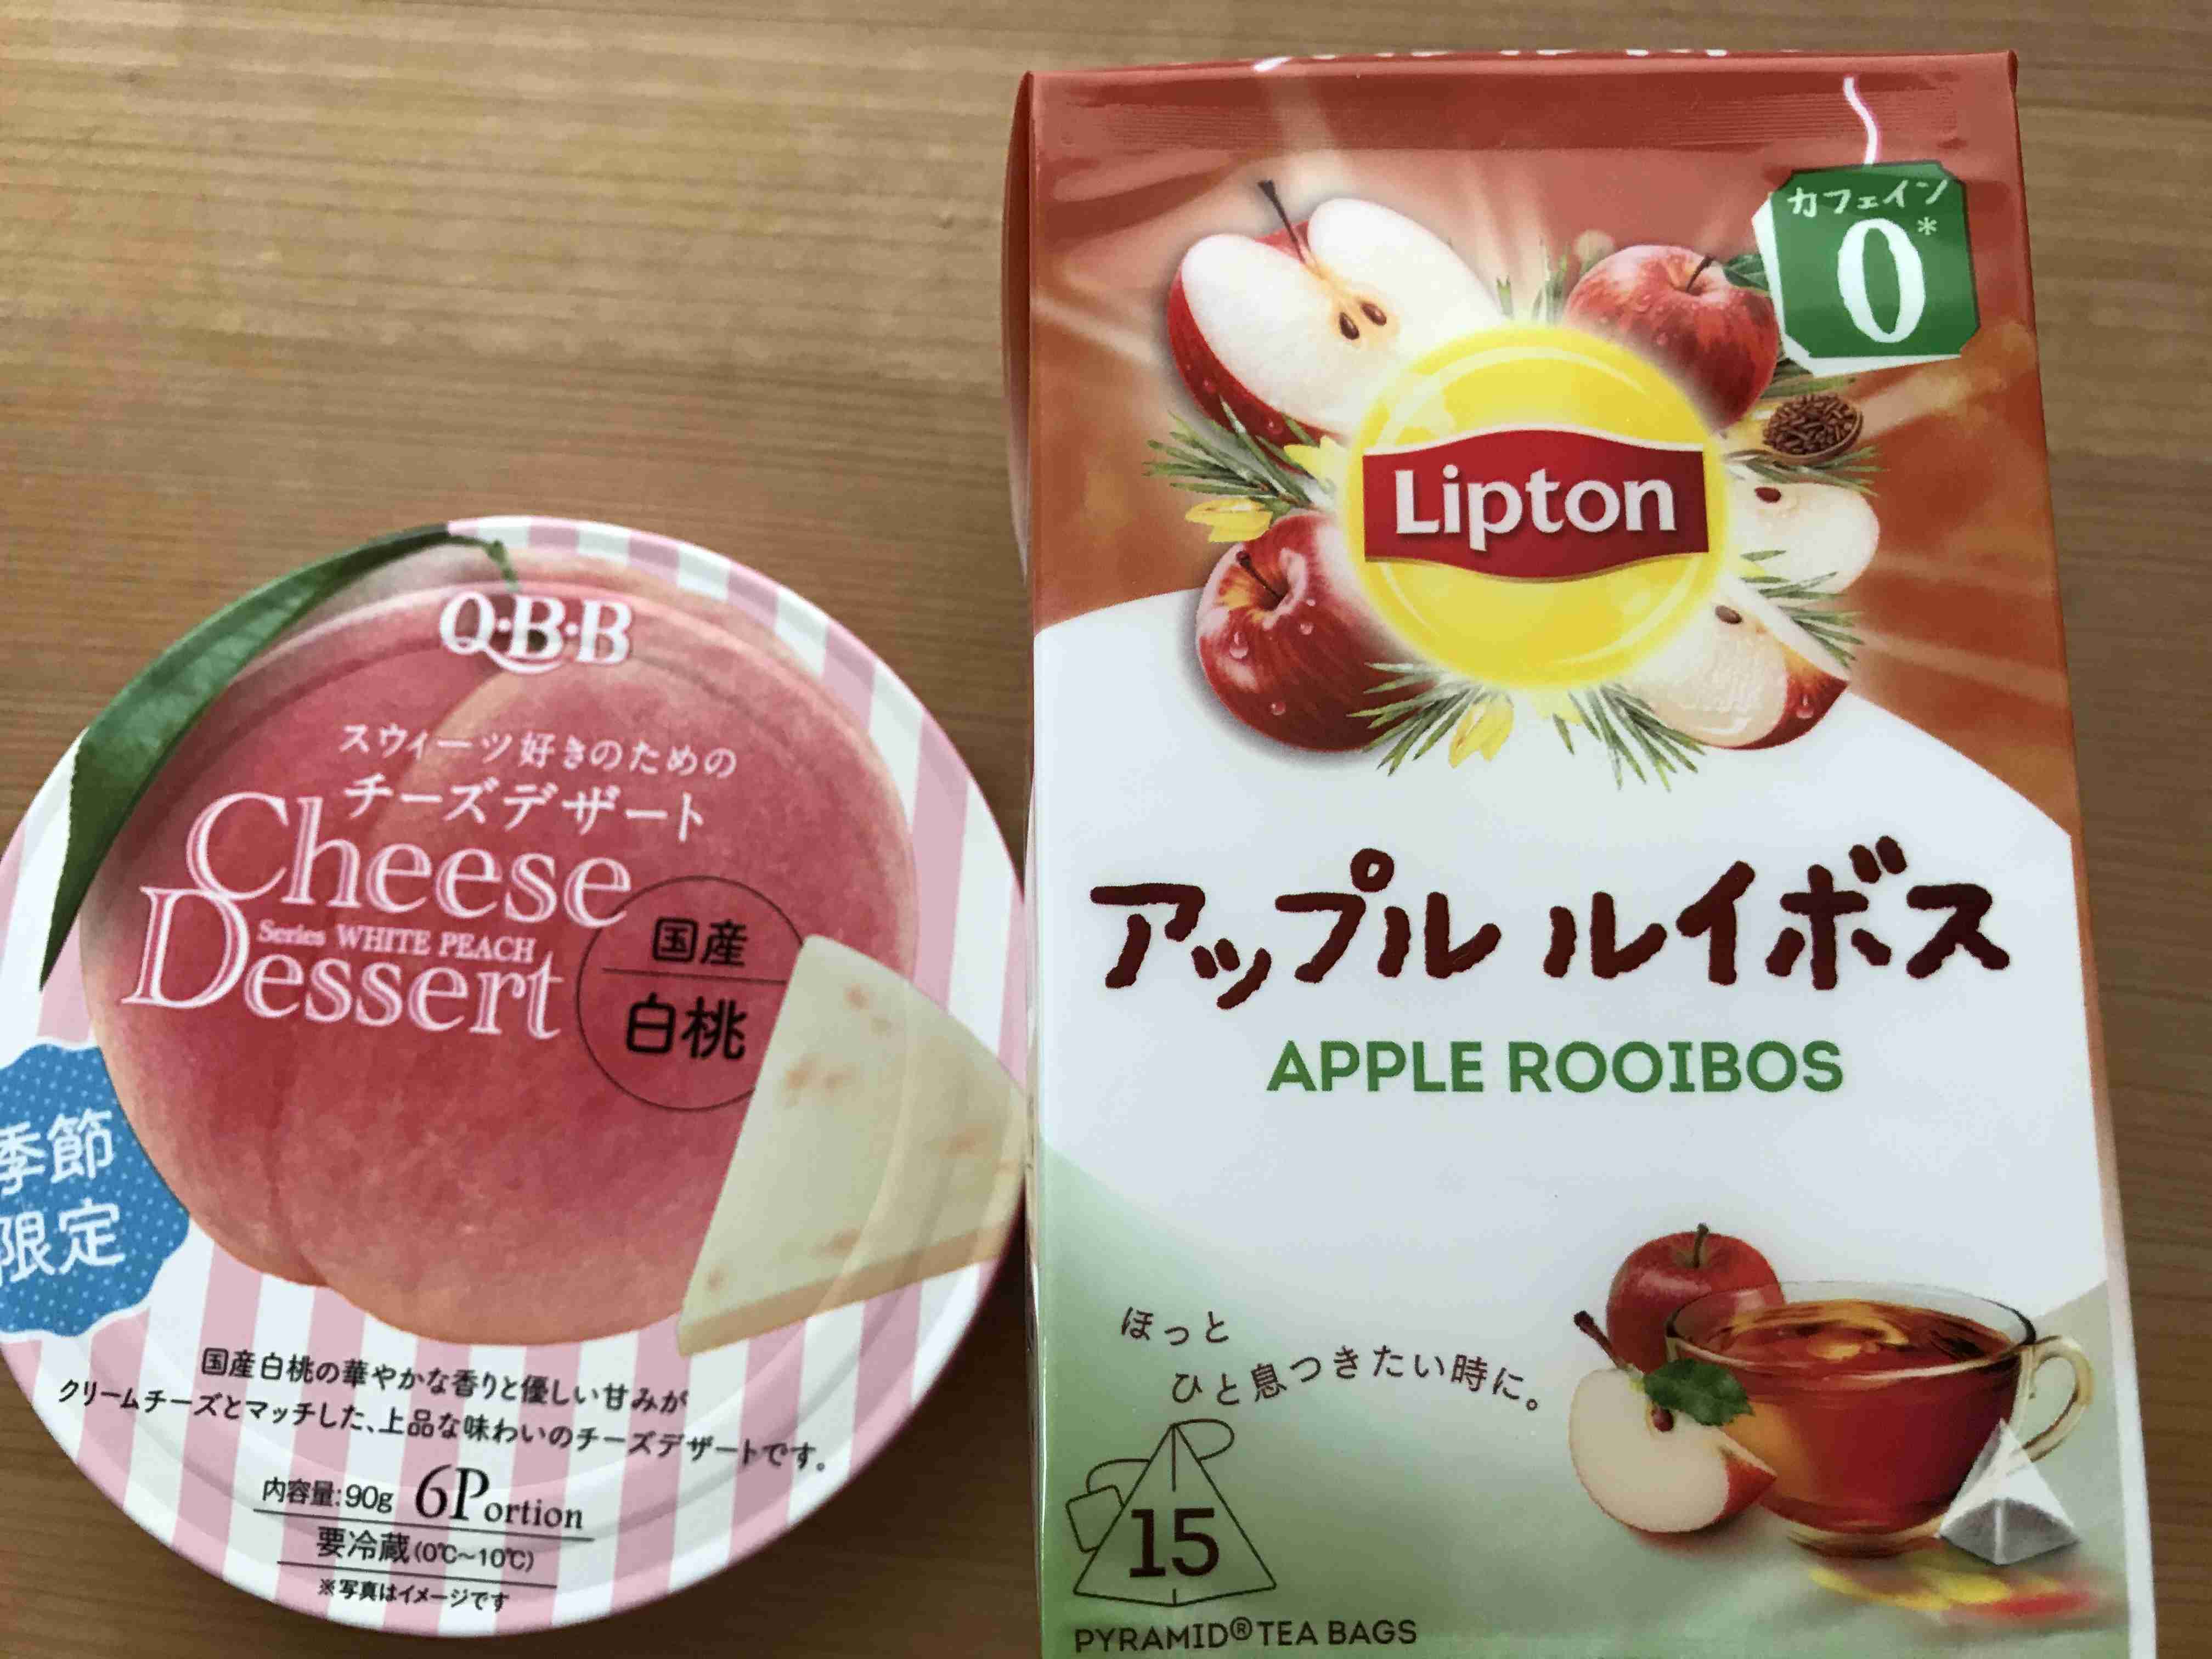 Q·B·B
スウィーツ好きのための
チーズデザート
Cheese
Series WHITE PEACH
Dessert
国産
白桃
季節
限定
国産白桃の華やかな香りと優しい甘みが
クリームチーズとマッチした、上品な味わいのチーズデザートです。
内容量:90g 6Portion
要冷蔵(0℃~10℃)
※写真はイメージです
カフェイン
0*
Lipton
アップル ルイボス
APPLE ROOIBOS
ほっと
ひと息つきたい時に。
15
PYRAMID® TEA BAGS